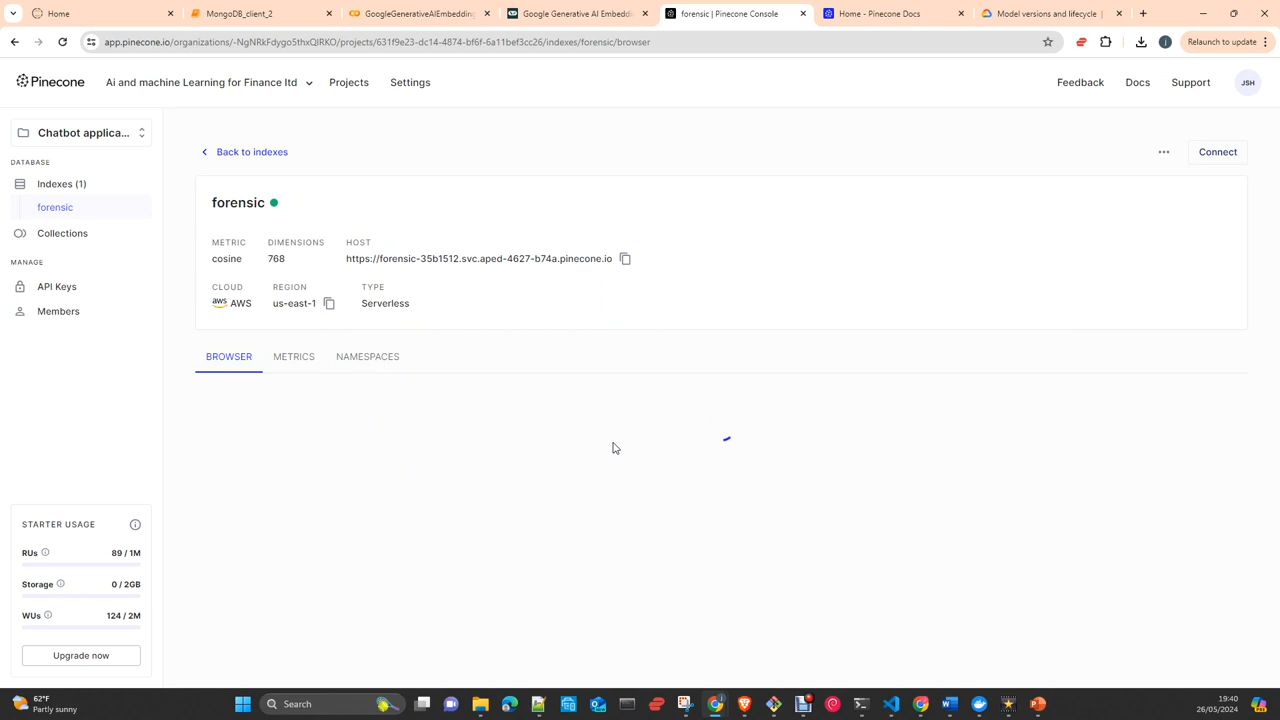 Home
MongoDB_client_2
GoogleGenerativeAIEmbedding
Google Generative AI Embeddi
forensic | Pinecone Console
Home - Pinecone Docs
Model versions and lifecycle |
app.pinecone.io/organizations/-NgNRkFdygo5thxQIRKO/projects/631f9e23-dc14-4874-bf6f-6a11bef3cc26/indexes/forensic/browser
Relaunch to update
Pinecone
Ai and machine Learning for Finance ltd
Projects
Settings
Feedback
Docs
Support
JSH
Chatbot applica...
DATABASE
Indexes (1)
forensic
Collections
MANAGE
API Keys
Members
Back to indexes
Connect
forensic
METRIC DIMENSIONS HOST
cosine 768 https://forensic-35b1512.svc.aped-4627-b74a.pinecone.io
CLOUD REGION TYPE
aws AWS us-east-1 Serverless
BROWSER METRICS NAMESPACES
STARTER USAGE
RUs 89 / 1M
Storage 0 / 2GB
WUs 124 / 2M
Upgrade now
62°F
Partly sunny
Search
19:40
26/05/2024